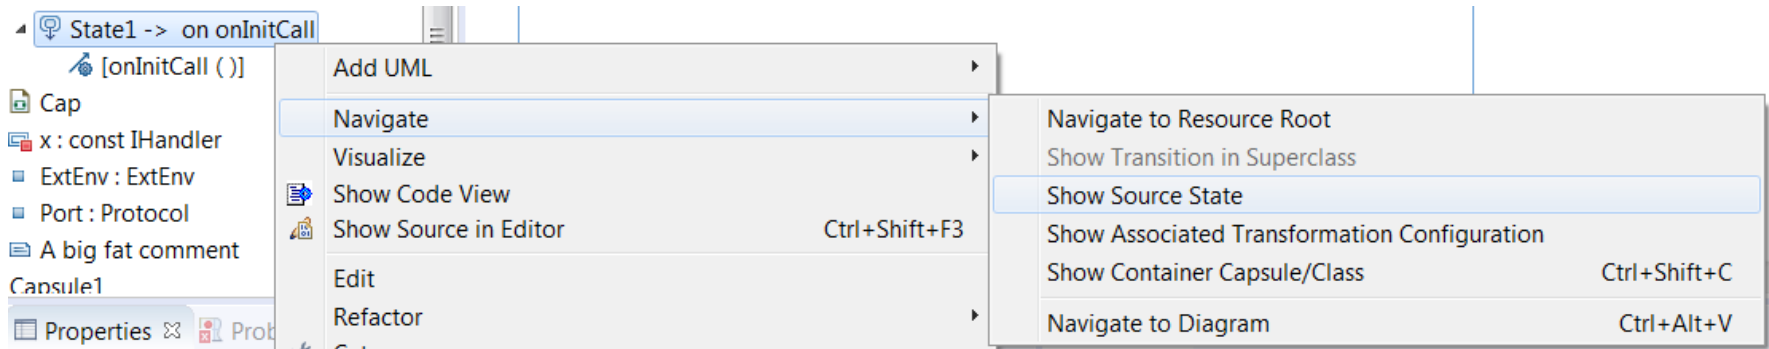 State1 -> on onInitCall
[onInitCall ( )]
Cap
x : const IHandler
ExtEnv : ExtEnv
Port : Protocol
A big fat comment
Capsule1
Properties
Prob
Add UML
Navigate
Visualize
Show Code View
Show Source in Editor Ctrl+Shift+F3
Edit
Refactor
Navigate to Resource Root
Show Transition in Superclass
Show Source State
Show Associated Transformation Configuration
Show Container Capsule/Class Ctrl+Shift+C
Navigate to Diagram Ctrl+Alt+V